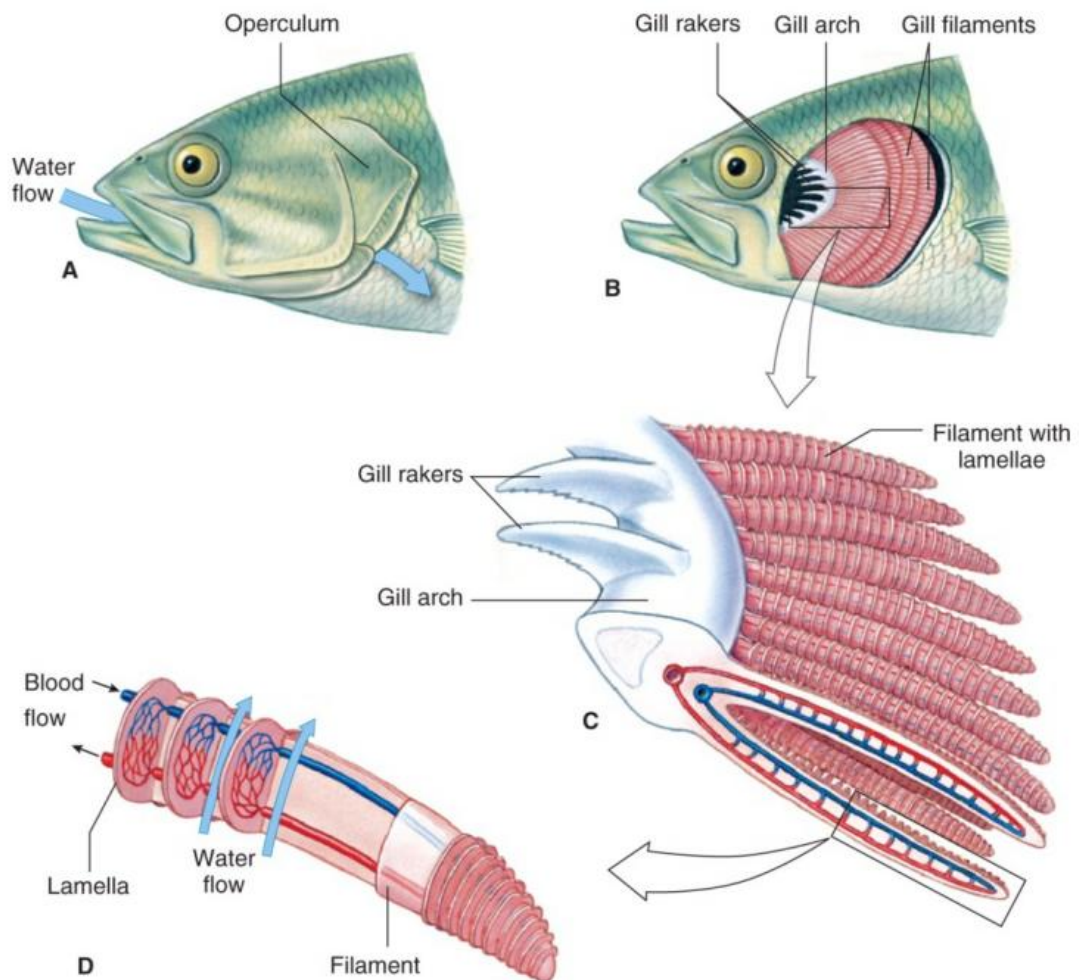 Operculum
Water
flow
A
Gill rakers
Gill arch
Gill filaments
B
Filament with
lamellae
Gill rakers
Gill arch
C
Blood
flow
Lamella
Water
flow
Filament
D